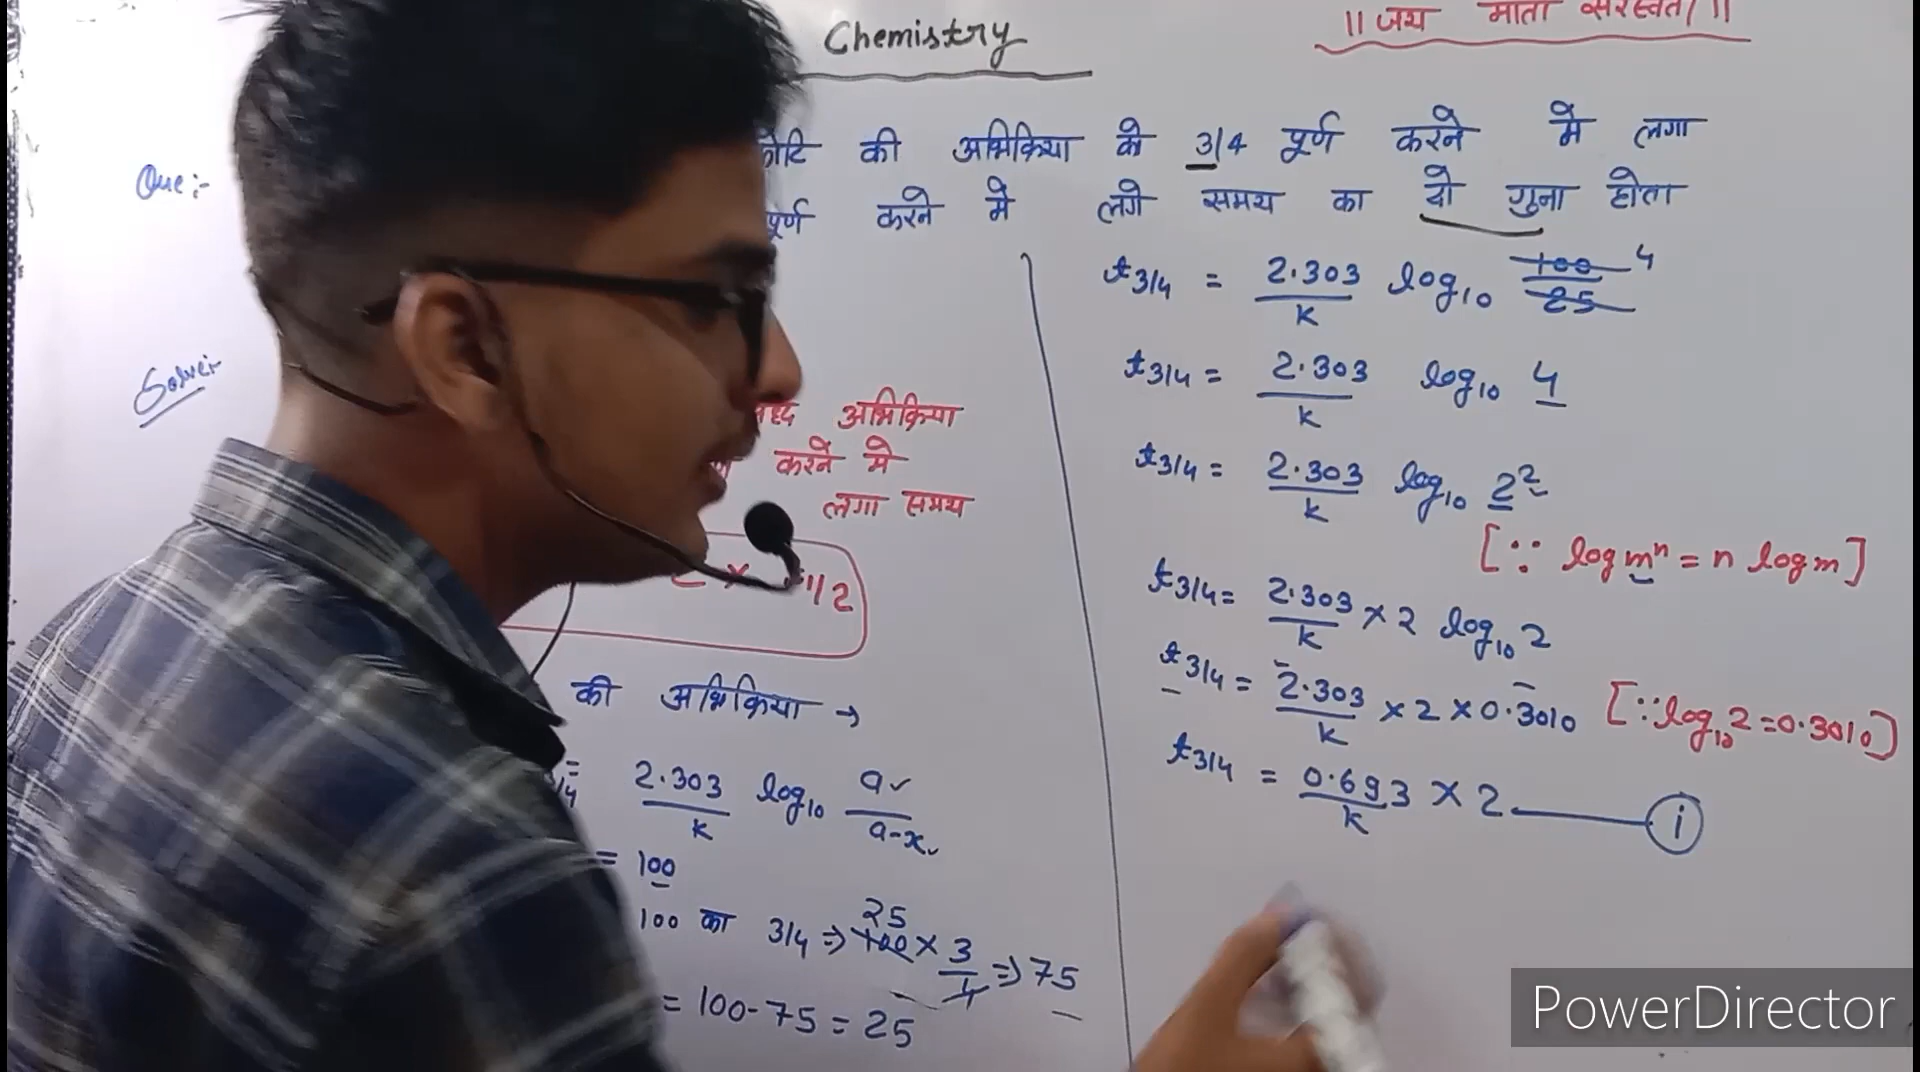 Chemistry
|| जय माता सरस्वती ||
Que:- कोटि की अभिक्रिया को 3/4 पूर्ण करने में लगा
पूर्ण करने में लगे समय का दो गुना होता
Solve:-
अभिक्रिया
करने में
लगा समय
2 × t1/2
की अभिक्रिया →
= 2.303/k log₁₀ a/a-x
= 100
100 का 3/4 ⇒ 100 25 × 3/4 ⇒ 75
= 100-75 = 25
t3/4 = 2.303/k log₁₀ 100/25 4
t3/4 = 2.303/k log₁₀ 4
t3/4 = 2.303/k log₁₀ 2²
[∵ log mⁿ = n log m]
t3/4 = 2.303/k × 2 log₁₀ 2
t3/4 = 2.303/k × 2 × 0.3010 [∵ log₁₀ 2 = 0.3010]
t3/4 = 0.693/k × 2 — i
PowerDirector